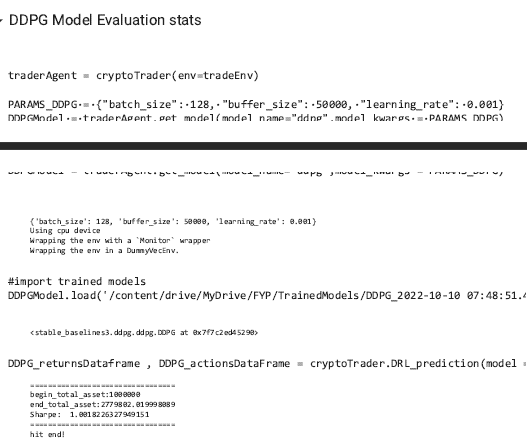 DDPG Model Evaluation stats
traderAgent = cryptoTrader(env=tradeEnv)
PARAMS_DDPG·=·{"batch_size":·128,·"buffer_size":·50000,·"learning_rate":·0.001}
DDPGModel·=·traderAgent.get_model(model_name="ddpg",model_kwargs·=·PARAMS_DDPG)
DDPGModel = traderAgent.get_model(model_name="ddpg",model_kwargs = PARAMS_DDPG)
{'batch_size': 128, 'buffer_size': 50000, 'learning_rate': 0.001}
Using cpu device
Wrapping the env with a `Monitor` wrapper
Wrapping the env in a DummyVecEnv.
#import trained models
DDPGModel.load('/content/drive/MyDrive/FYP/TrainedModels/DDPG_2022-10-10 07:48:51.4
<stable_baselines3.ddpg.ddpg.DDPG at 0x7f7c2ed45290>
DDPG_returnsDataframe , DDPG_actionsDataFrame = cryptoTrader.DRL_prediction(model =
==================================
begin_total_asset:1000000
end_total_asset:2779802.019998089
Sharpe:  1.0018226327949151
==================================
hit end!